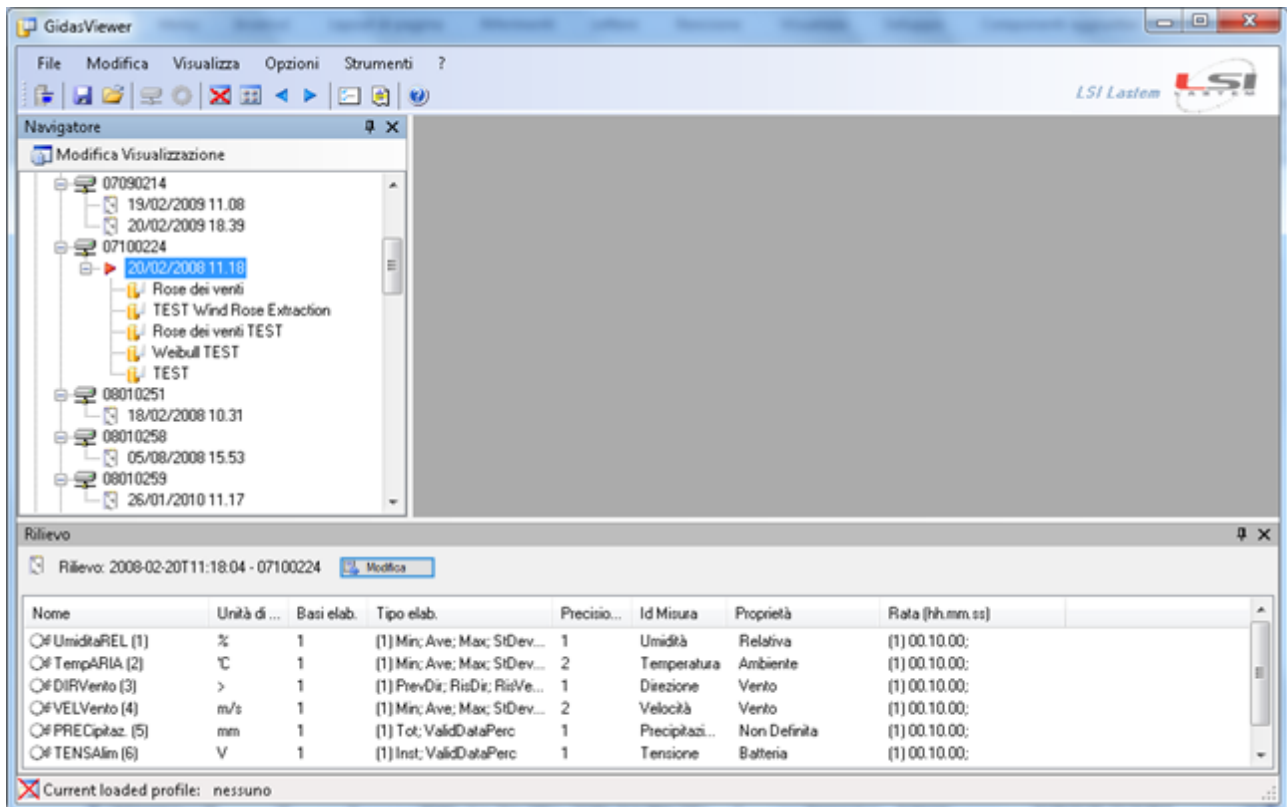 GidasViewer
File Modifica Visualizza Opzioni Strumenti ?
LSI Lastem LSI LASTEM
Navigatore
Modifica Visualizzazione
07090214
19/02/2009 11.08
20/02/2009 18.39
07100224
20/02/2008 11.18
Rose dei venti
TEST Wind Rose Extraction
Rose dei venti TEST
Weibull TEST
TEST
08010251
18/02/2008 10.31
08010258
05/08/2008 15.53
08010259
26/01/2010 11.17
Rilievo
Rilievo: 2008-02-20T11:18:04 - 07100224 Modifica
Nome Unità di ... Basi elab. Tipo elab. Precisio... Id Misura Proprietà Rata (hh.mm.ss)
UmiditaREL (1) % 1 (1) Min; Ave; Max; StDev... 1 Umidità Relativa (1) 00.10.00;
TempARIA (2) °C 1 (1) Min; Ave; Max; StDev... 2 Temperatura Ambiente (1) 00.10.00;
DIRVento (3) > 1 (1) PrevDir; RisDir; RisVe... 1 Direzione Vento (1) 00.10.00;
VELVento (4) m/s 1 (1) Min; Ave; Max; StDev... 2 Velocità Vento (1) 00.10.00;
PRECipitaz. (5) mm 1 (1) Tot; ValidDataPerc 1 Precipitazi... Non Definita (1) 00.10.00;
TENSAlim (6) V 1 (1) Inst; ValidDataPerc 1 Tensione Batteria (1) 00.10.00;
Current loaded profile: nessuno